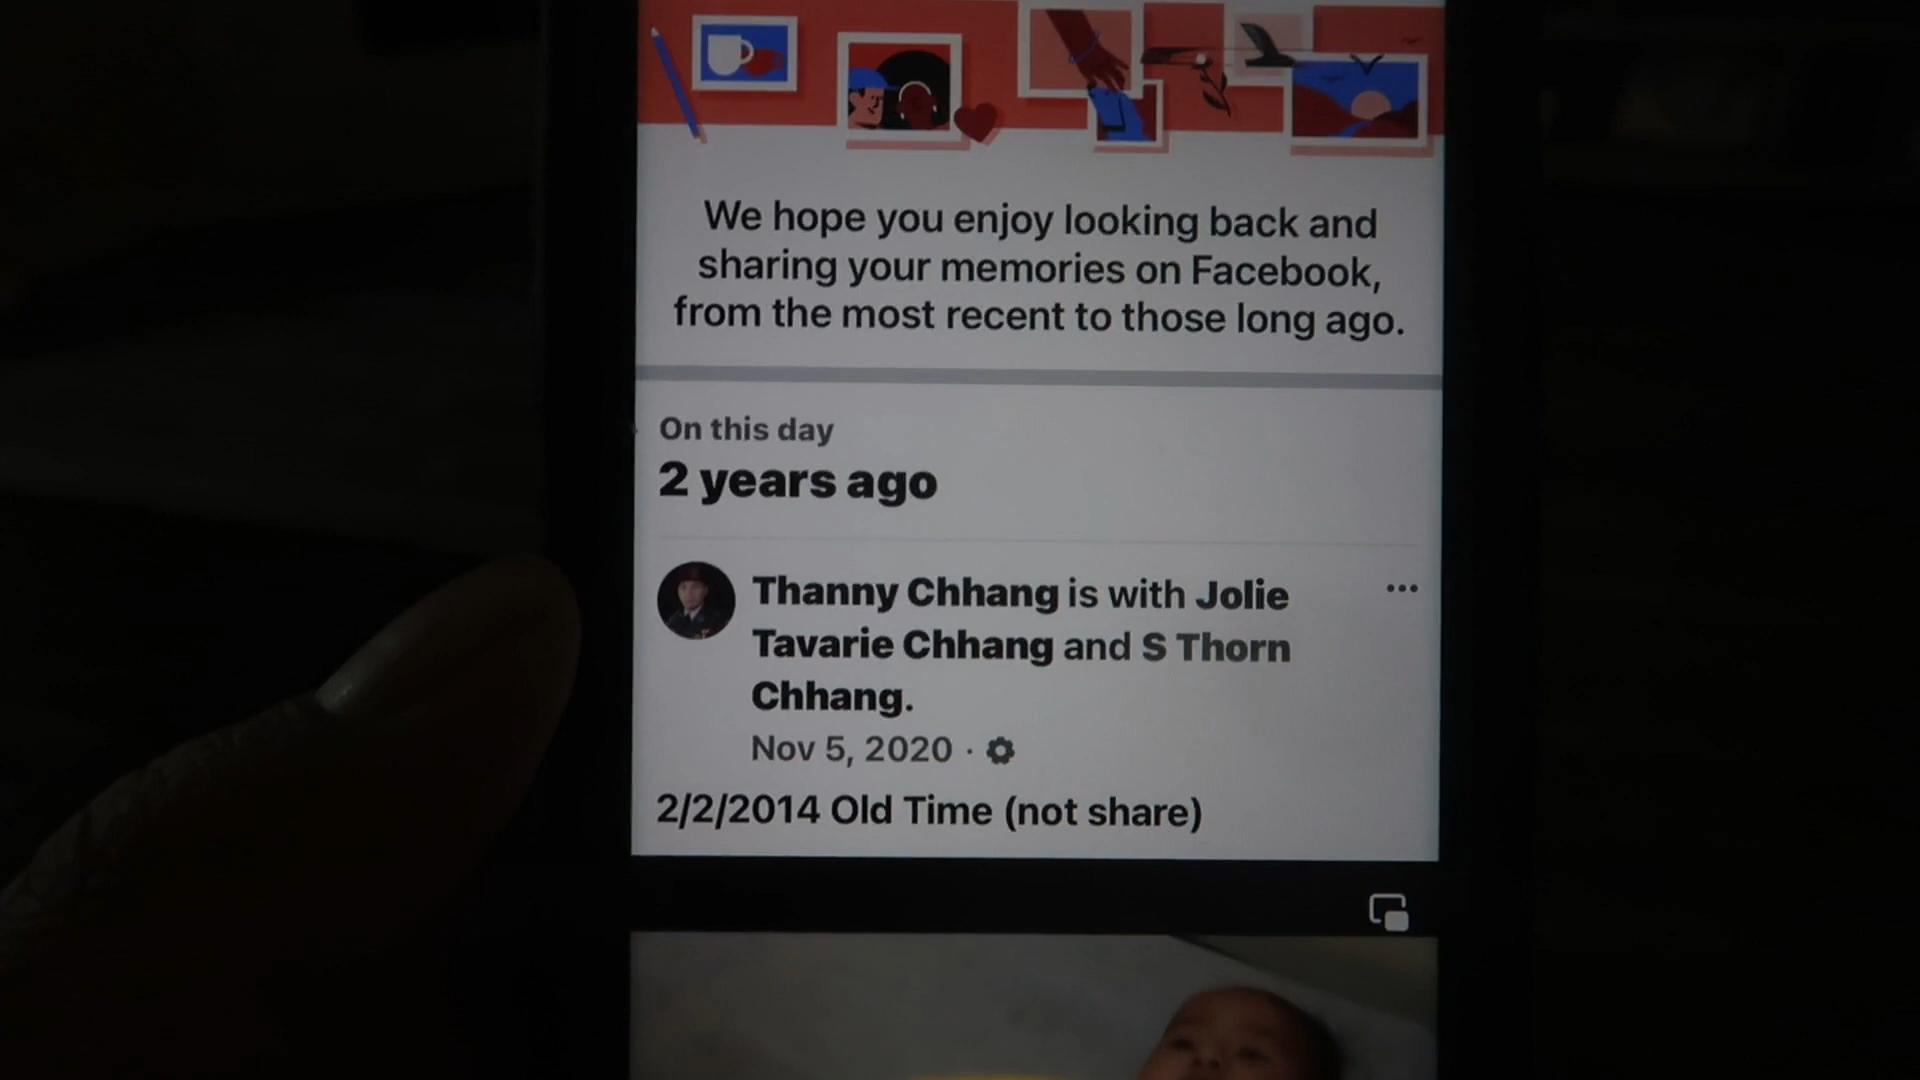 We hope you enjoy looking back and
sharing your memories on Facebook,
from the most recent to those long ago.
On this day
2 years ago
Thanny Chhang is with Jolie
Tavarie Chhang and S Thorn
Chhang.
Nov 5, 2020 ·
2/2/2014 Old Time (not share)